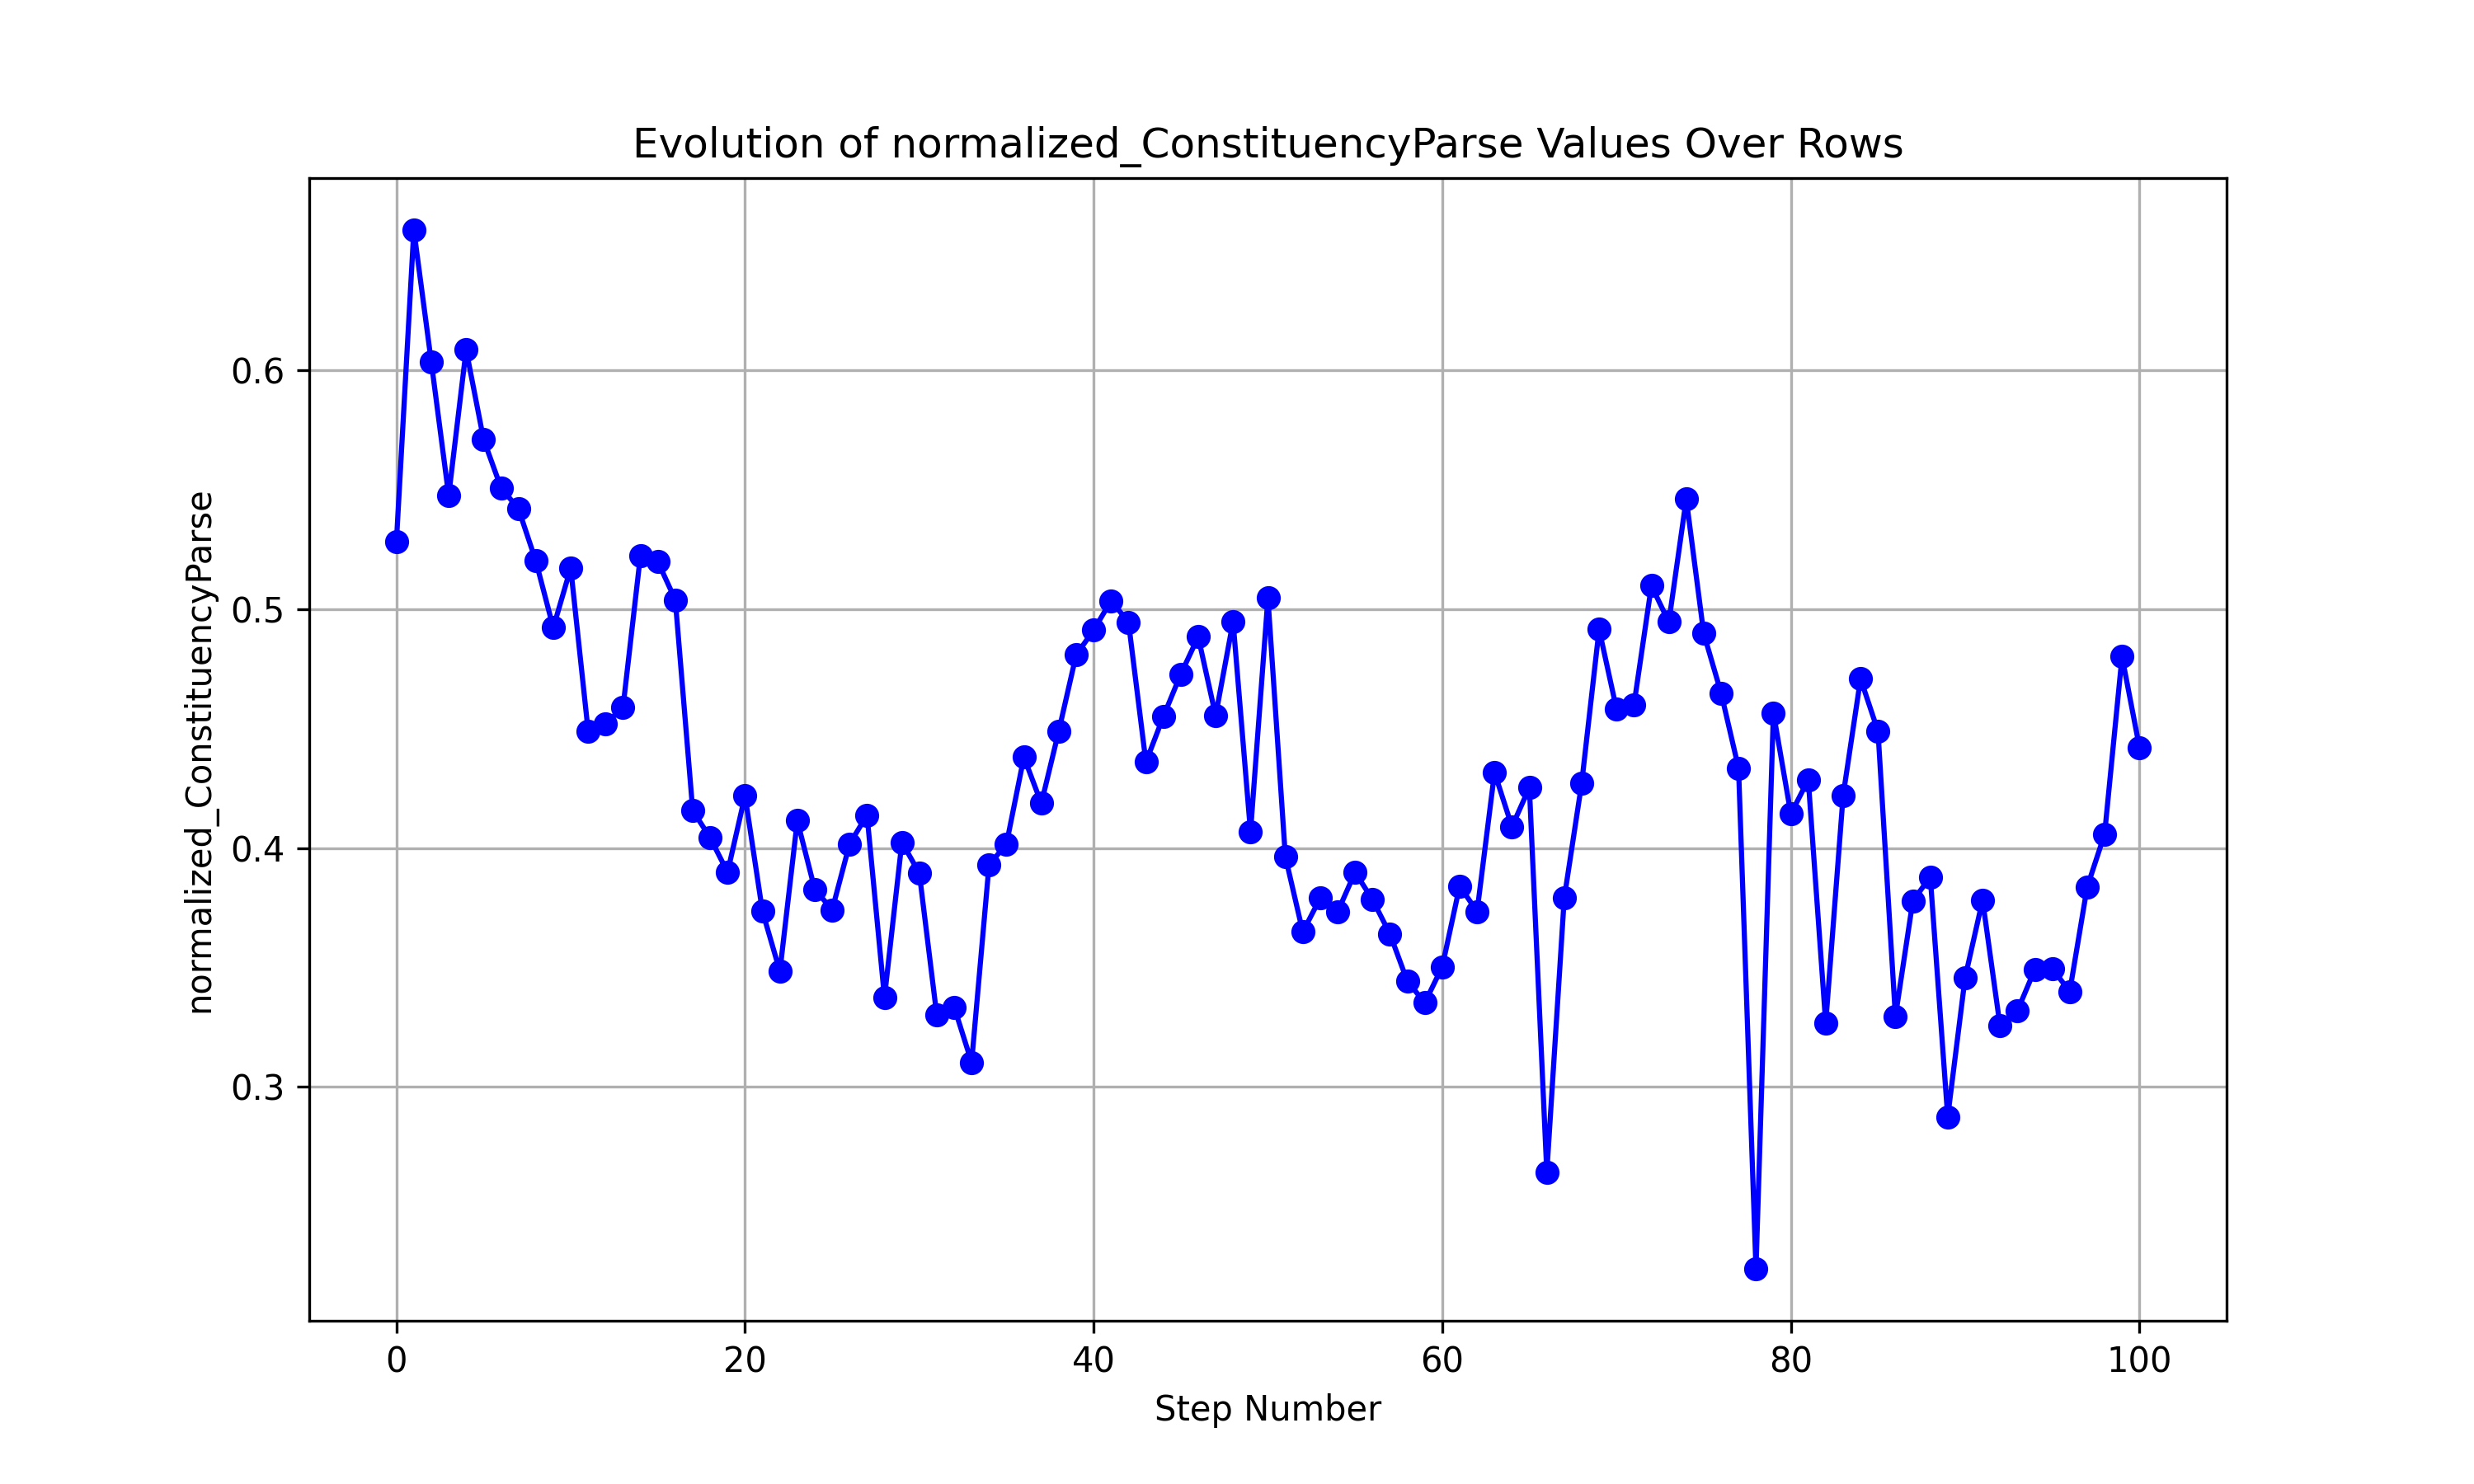 Evolution of normalized_ConstituencyParse Values Over Rows
normalized_ConstituencyParse
0.6
0.5
0.4
0.3
0 20 40 60 80 100
Step Number